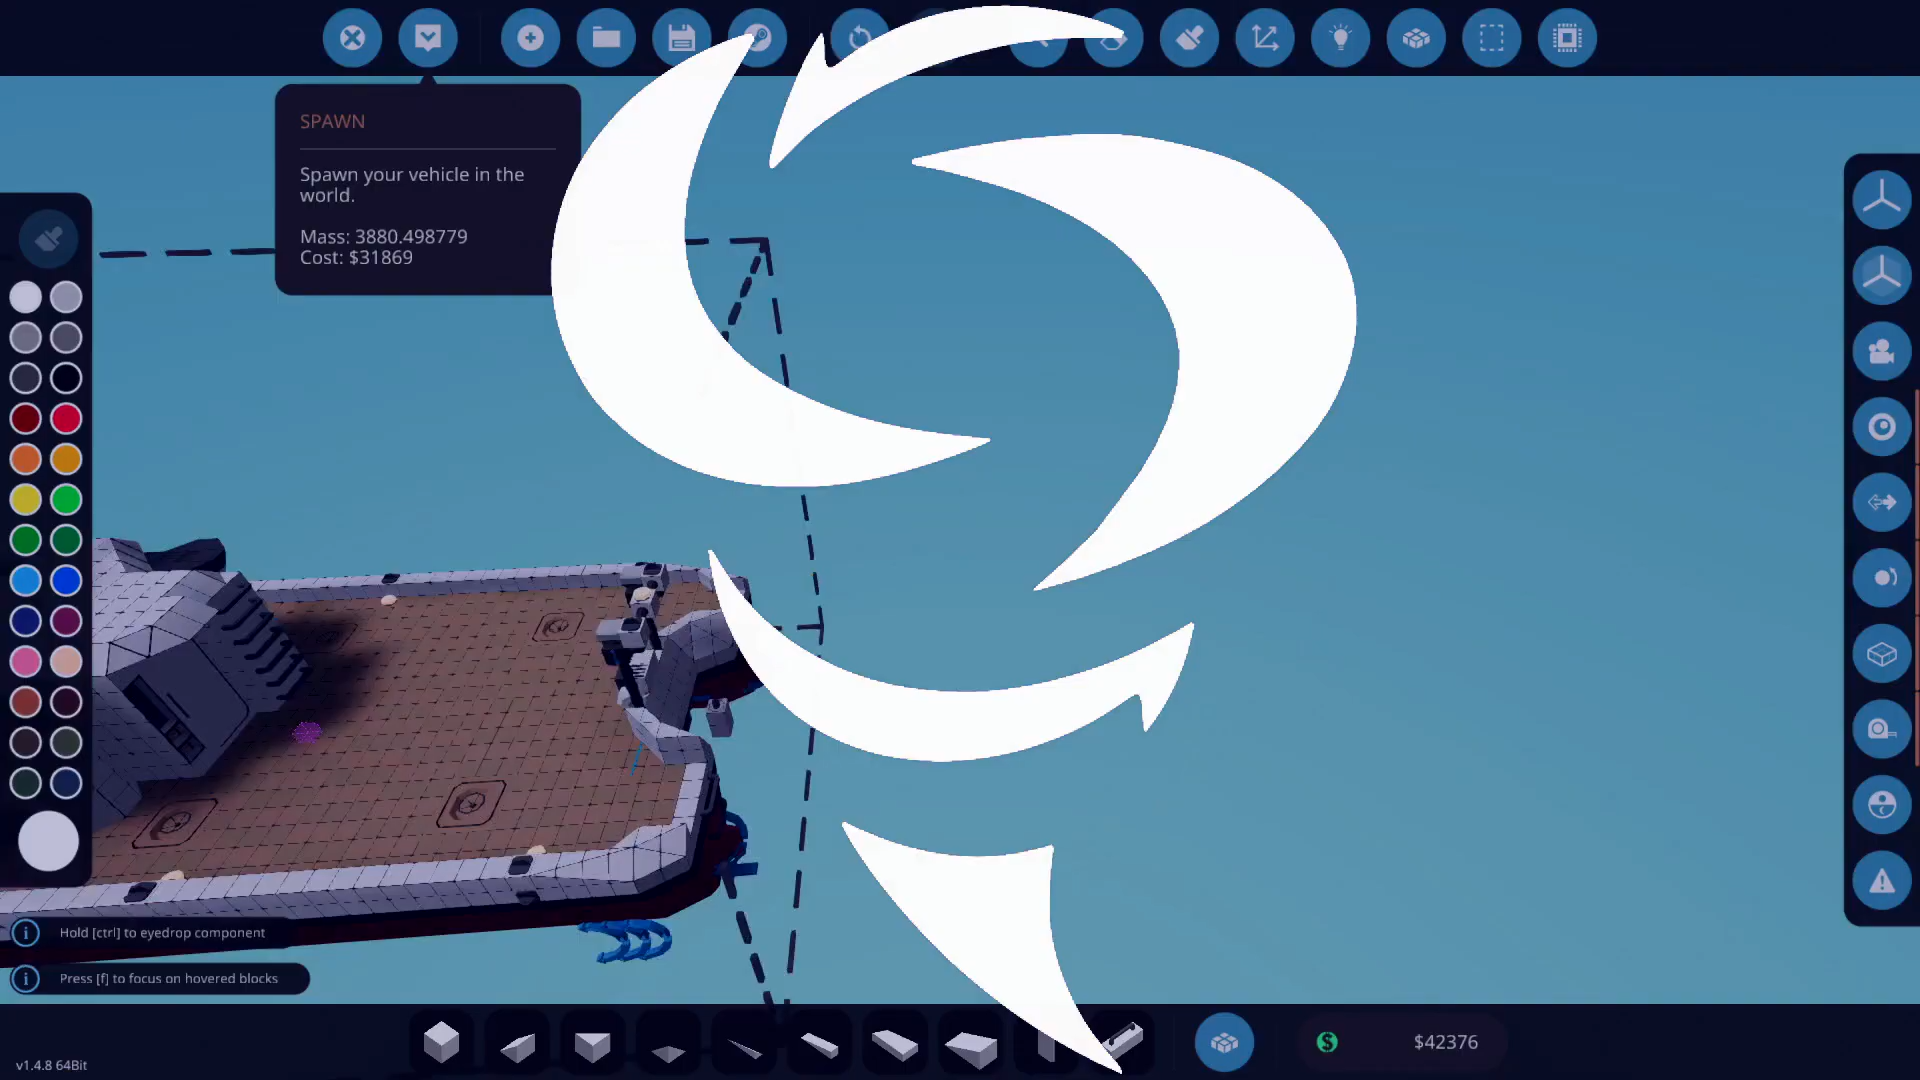 SPAWN
Spawn your vehicle in the
world.
Mass: 3880.498779
Cost: $31869
Hold [ctrl] to eyedrop component
Press [f] to focus on hovered blocks
v1.4.8 64Bit
$42376